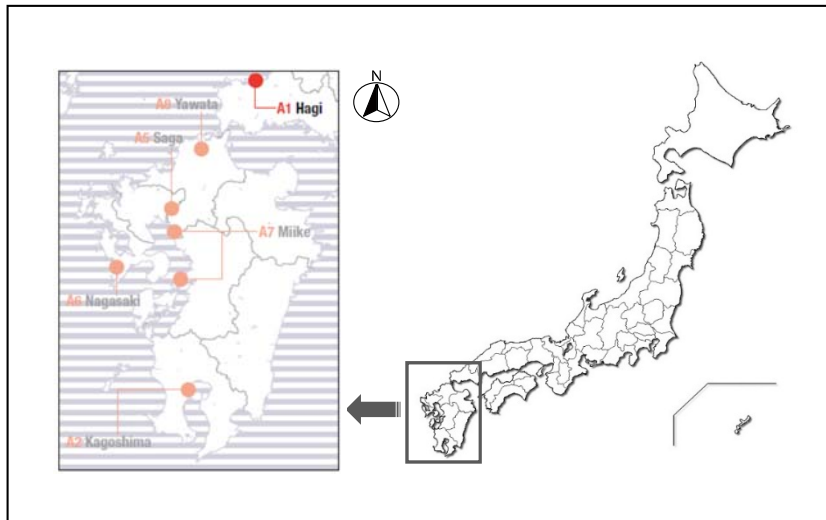 N
A8 Yawata
A1 Hagi
A5 Saga
A7 Miike
A6 Nagasaki
A2 Kagoshima